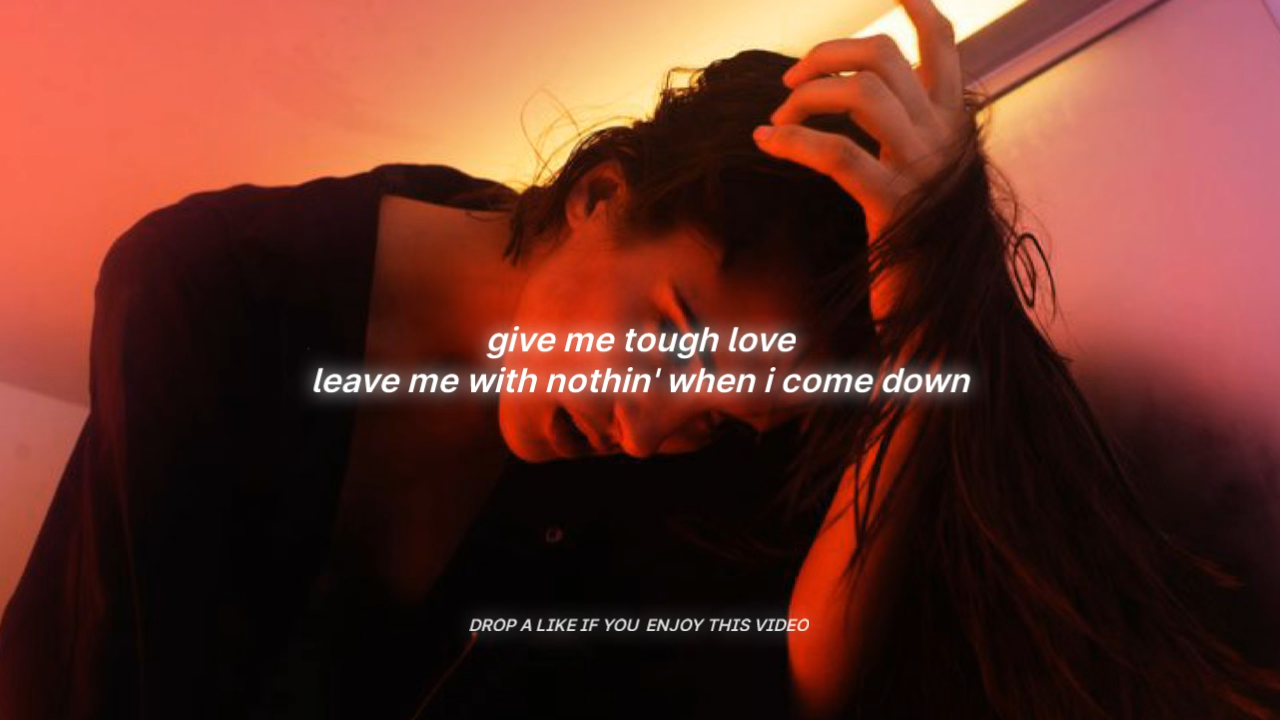 give me tough love
leave me with nothin' when i come down
DROP A LIKE IF YOU ENJOY THIS VIDEO